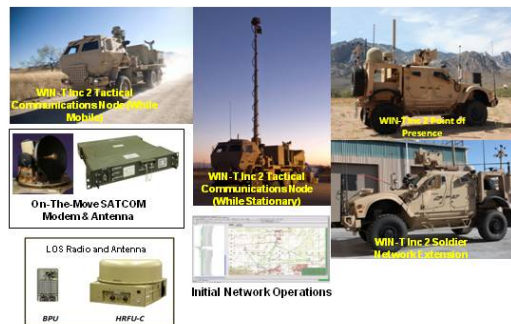 WIN-T Inc 2 Tactical
Communications Node (While
Mobile)
On-The-Move SATCOM
Modem & Antenna
LOS Radio and Antenna
BPU
HRFU-C
WIN-T Inc 2 Tactical
Communications Node
(While Stationary)
Initial Network Operations
WIN-T Inc 2 Point of
Presence
WIN-T Inc 2 Soldier
Network Extension